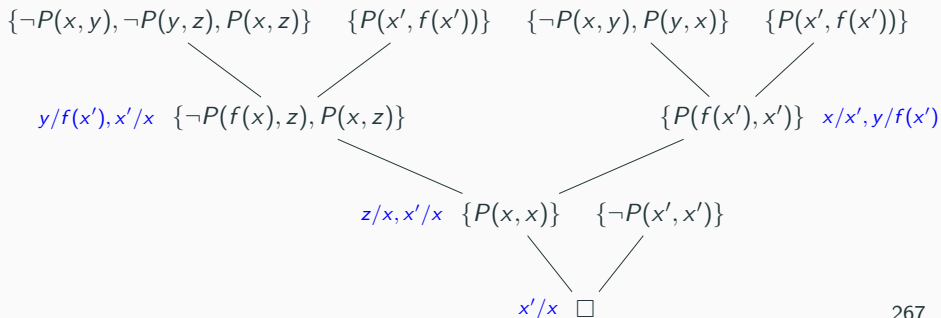 {¬P(x, y), ¬P(y, z), P(x, z)} {P(x′, f(x′))} {¬P(x, y), P(y, x)} {P(x′, f(x′))}
y/f(x′), x′/x {¬P(f(x), z), P(x, z)} {P(f(x′), x′)} x/x′, y/f(x′)
z/x, x′/x {P(x, x)} {¬P(x′, x′)}
x′/x □
267